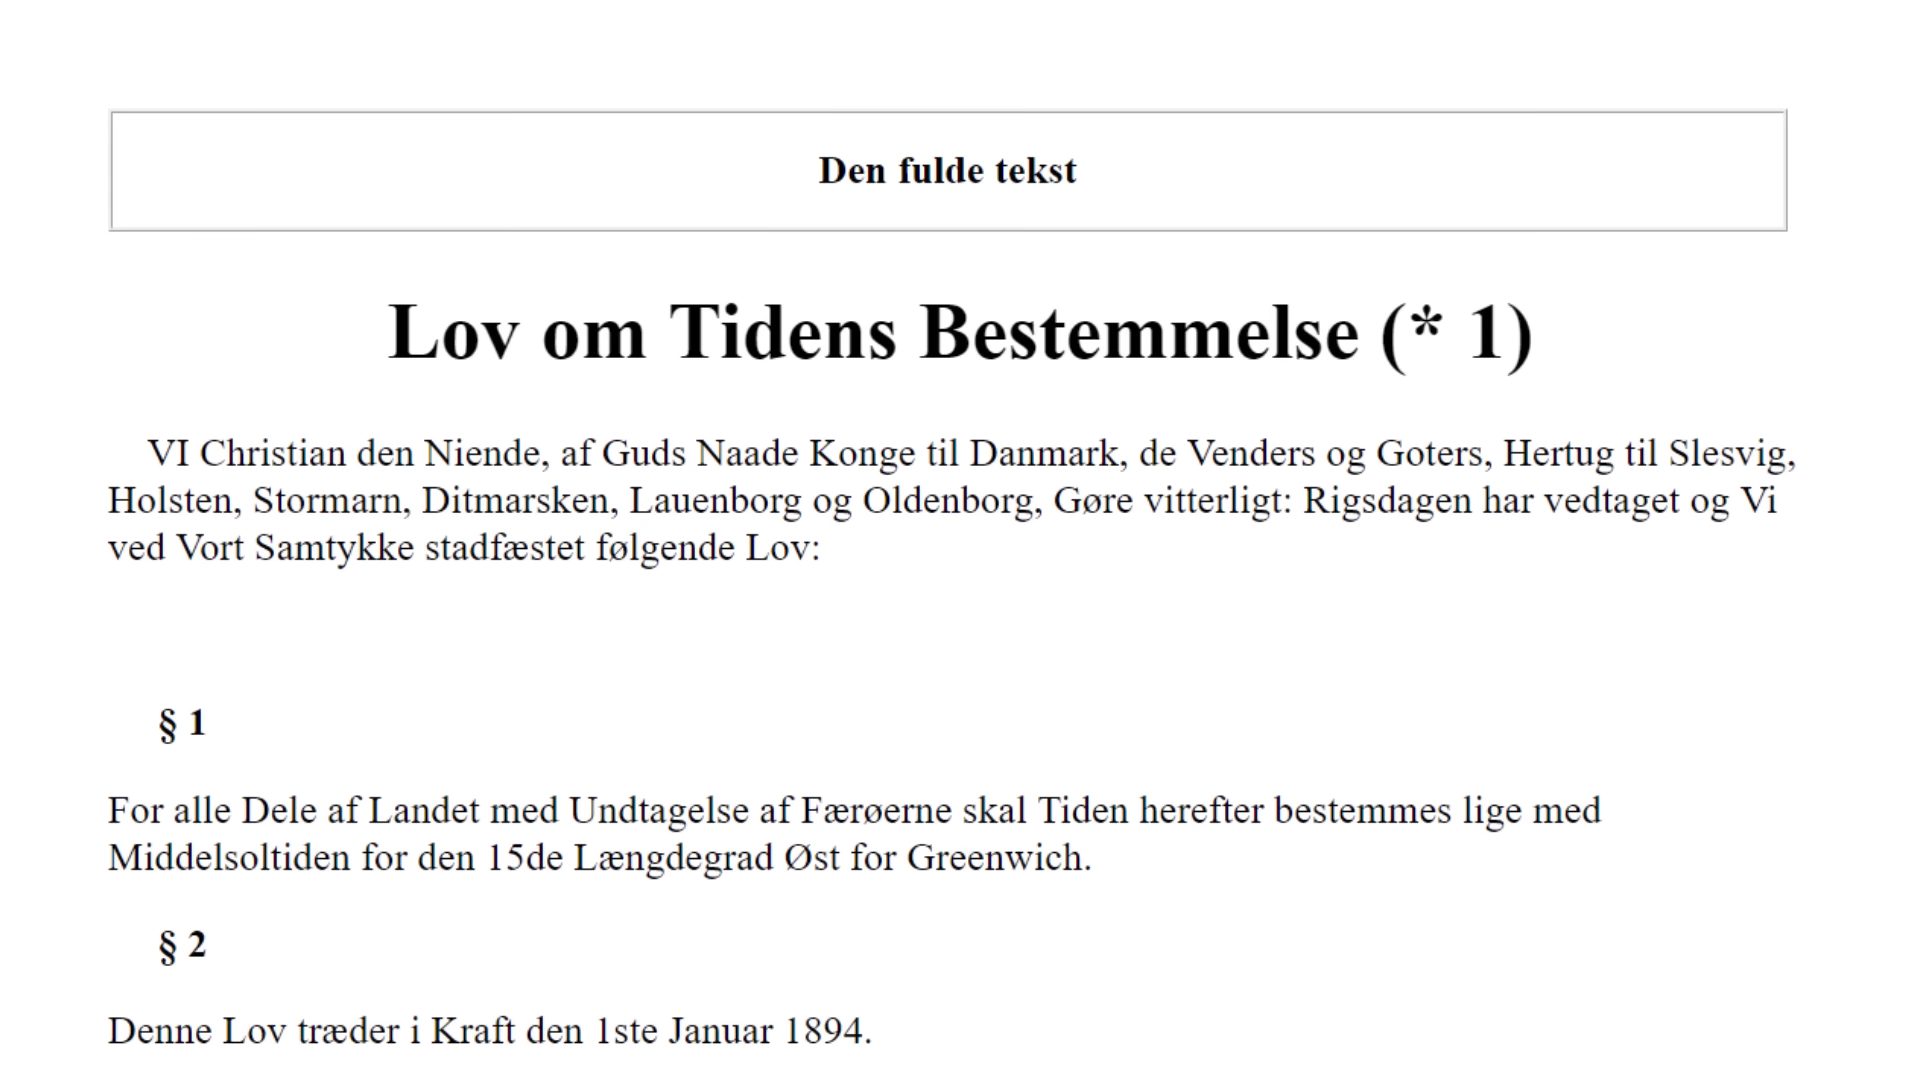 Den fulde tekst
Lov om Tidens Bestemmelse (* 1)
VI Christian den Niende, af Guds Naade Konge til Danmark, de Venders og Goters, Hertug til Slesvig,
Holsten, Stormarn, Ditmarsken, Lauenborg og Oldenborg, Gøre vitterligt: Rigsdagen har vedtaget og Vi
ved Vort Samtykke stadfæstet følgende Lov:
§ 1
For alle Dele af Landet med Undtagelse af Færøerne skal Tiden herefter bestemmes lige med
Middelsoltiden for den 15de Længdegrad Øst for Greenwich.
§ 2
Denne Lov træder i Kraft den 1ste Januar 1894.